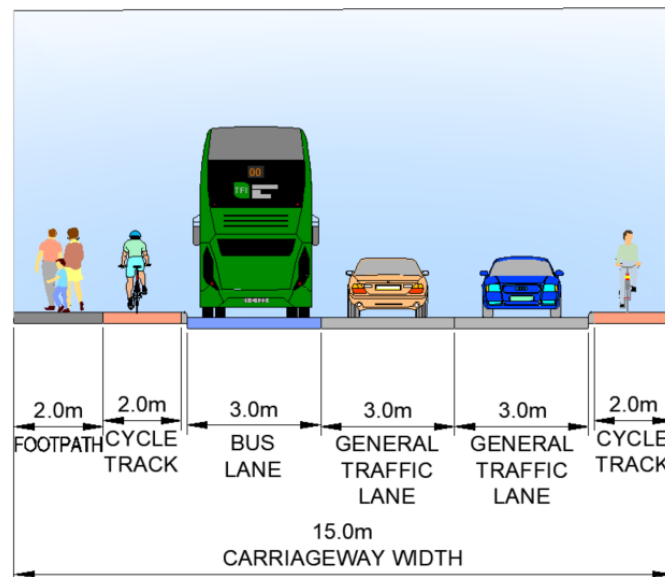 00
TFI
2.0m
FOOTPATH
2.0m
CYCLE
TRACK
3.0m
BUS
LANE
3.0m
GENERAL
TRAFFIC
LANE
3.0m
GENERAL
TRAFFIC
LANE
2.0m
CYCLE
TRACK
15.0m
CARRIAGEWAY WIDTH